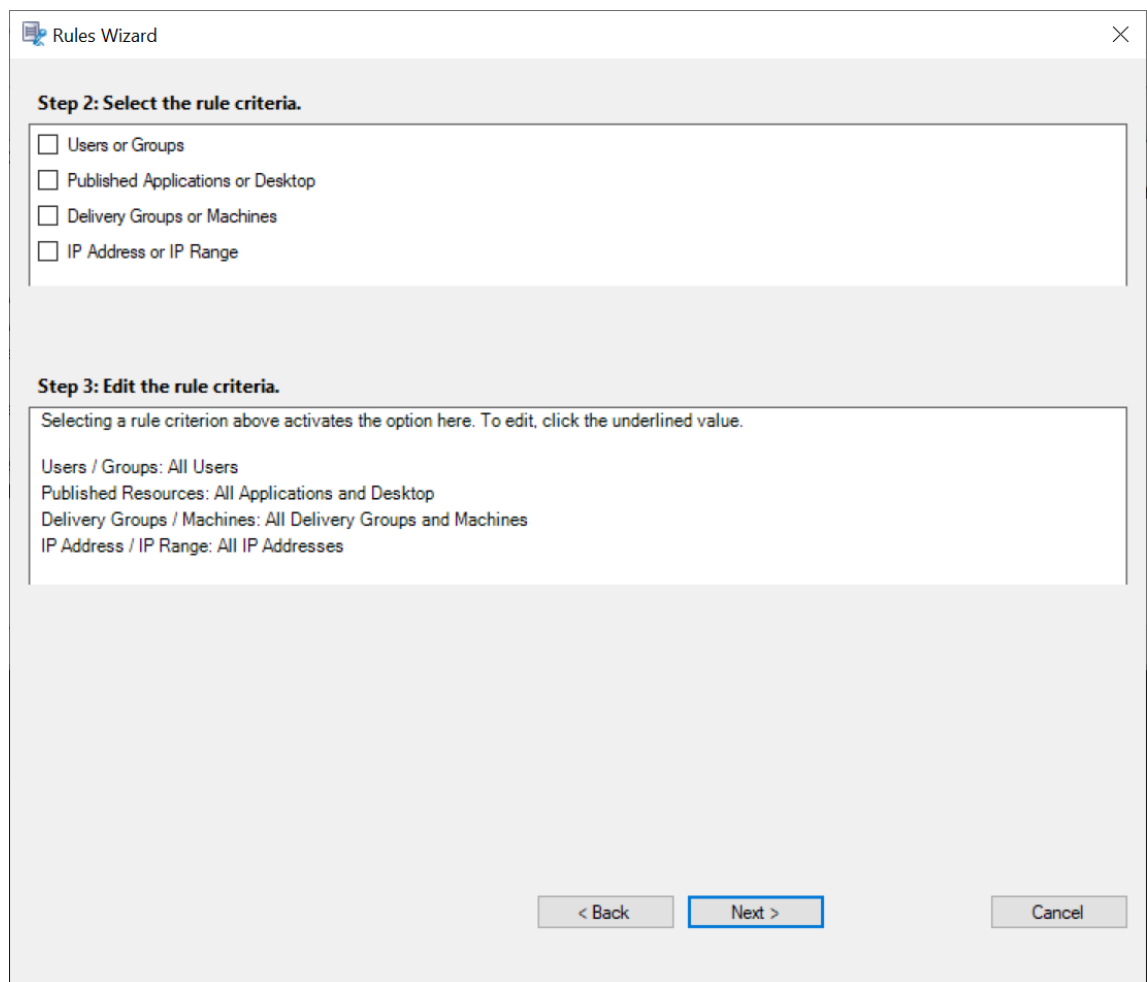 Rules Wizard
Step 2: Select the rule criteria.
Users or Groups
Published Applications or Desktop
Delivery Groups or Machines
IP Address or IP Range
Step 3: Edit the rule criteria.
Selecting a rule criterion above activates the option here. To edit, click the underlined value.
Users / Groups: All Users
Published Resources: All Applications and Desktop
Delivery Groups / Machines: All Delivery Groups and Machines
IP Address / IP Range: All IP Addresses
< Back Next > Cancel